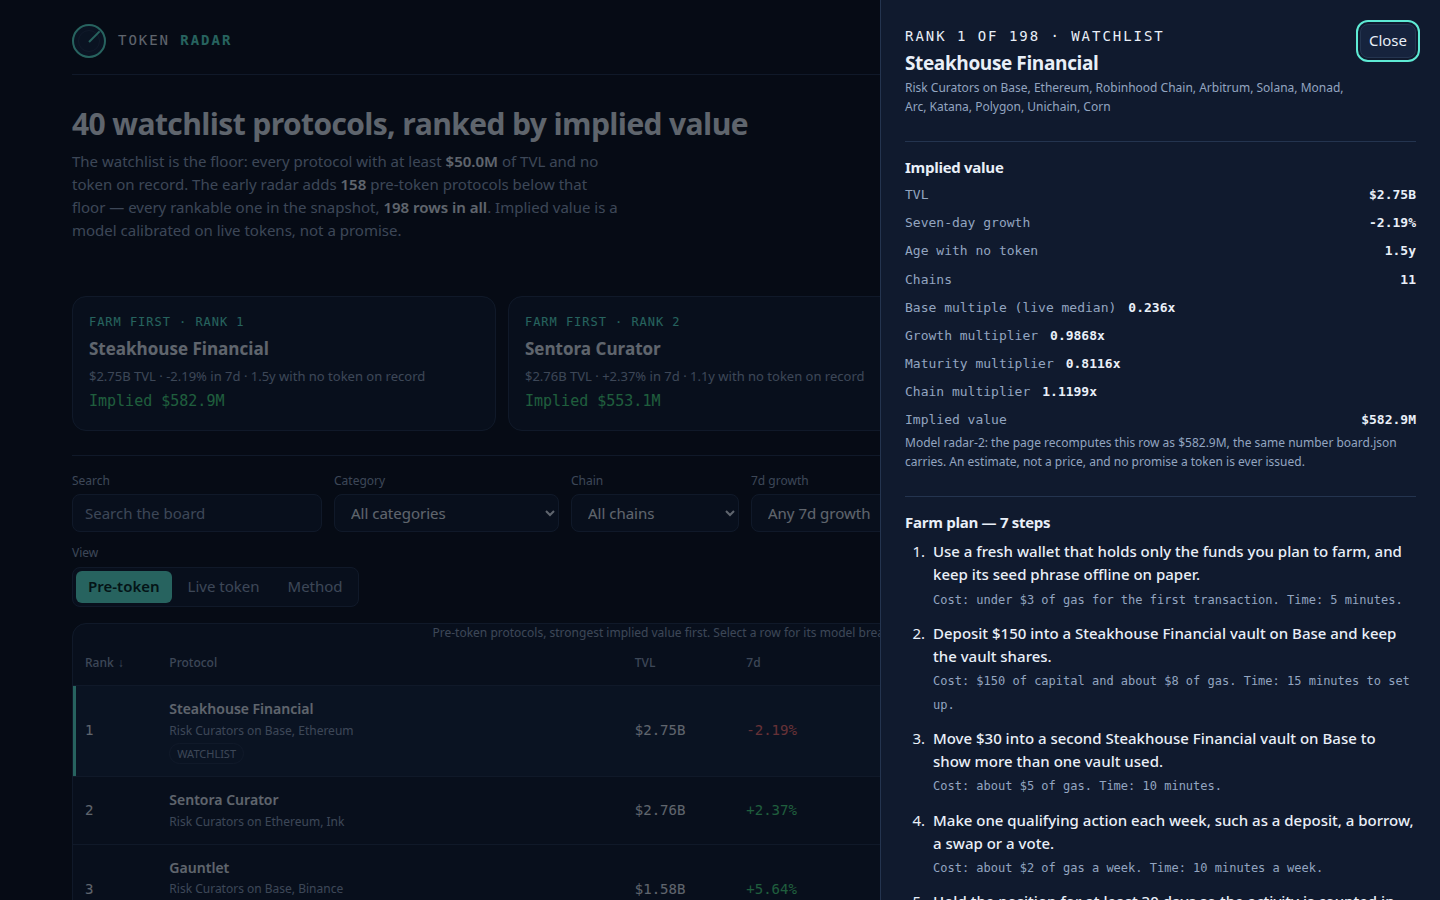 TOKEN RADAR
40 watchlist protocols, ranked by implied value
The watchlist is the floor: every protocol with at least $50.0M of TVL and no
token on record. The early radar adds 158 pre-token protocols below that
floor — every rankable one in the snapshot, 198 rows in all. Implied value is a
model calibrated on live tokens, not a promise.
FARM FIRST · RANK 1
Steakhouse Financial
$2.75B TVL · -2.19% in 7d · 1.5y with no token on record
Implied $582.9M
FARM FIRST · RANK 2
Sentora Curator
$2.76B TVL · +2.37% in 7d · 1.1y with no token on record
Implied $553.1M
Search
Category
Chain
7d growth
Search the board
All categories
All chains
Any 7d growth
View
Pre-token
Live token
Method
Pre-token protocols, strongest implied value first. Select a row for its model
Rank ↓
Protocol
TVL
7d
1
Steakhouse Financial
Risk Curators on Base, Ethereum
WATCHLIST
$2.75B
-2.19%
2
Sentora Curator
Risk Curators on Ethereum, Ink
$2.76B
+2.37%
3
Gauntlet
Risk Curators on Base, Binance
$1.58B
+5.64%
RANK 1 OF 198 · WATCHLIST
Close
Steakhouse Financial
Risk Curators on Base, Ethereum, Robinhood Chain, Arbitrum, Solana, Monad,
Arc, Katana, Polygon, Unichain, Corn
Implied value
TVL $2.75B
Seven-day growth -2.19%
Age with no token 1.5y
Chains 11
Base multiple (live median) 0.236x
Growth multiplier 0.9868x
Maturity multiplier 0.8116x
Chain multiplier 1.1199x
Implied value $582.9M
Model radar-2: the page recomputes this row as $582.9M, the same number board.json
carries. An estimate, not a price, and no promise a token is ever issued.
Farm plan — 7 steps
1. Use a fresh wallet that holds only the funds you plan to farm, and
keep its seed phrase offline on paper.
Cost: under $3 of gas for the first transaction. Time: 5 minutes.
2. Deposit $150 into a Steakhouse Financial vault on Base and keep
the vault shares.
Cost: $150 of capital and about $8 of gas. Time: 15 minutes to set
up.
3. Move $30 into a second Steakhouse Financial vault on Base to
show more than one vault used.
Cost: about $5 of gas. Time: 10 minutes.
4. Make one qualifying action each week, such as a deposit, a borrow,
a swap or a vote.
Cost: about $2 of gas a week. Time: 10 minutes a week.
5. Hold the position for at least 30 days so the activity is counted in